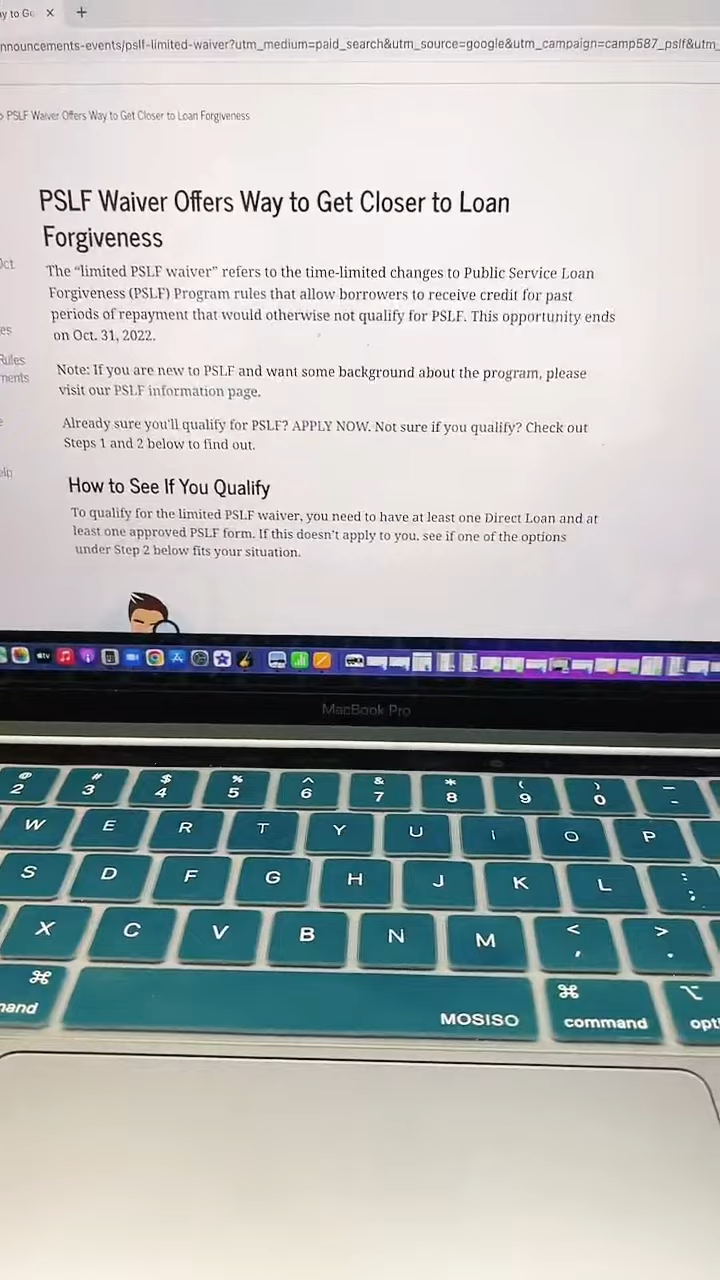 nnouncements-events/pslf-limited-waiver?utm_medium=paid_search&utm_source=google&utm_campaign=camp587_pslf&utm_
> PSLF Waiver Offers Way to Get Closer to Loan Forgiveness
PSLF Waiver Offers Way to Get Closer to Loan
Forgiveness
The “limited PSLF waiver” refers to the time-limited changes to Public Service Loan
Forgiveness (PSLF) Program rules that allow borrowers to receive credit for past
periods of repayment that would otherwise not qualify for PSLF. This opportunity ends
on Oct. 31, 2022.
Rules
Note: If you are new to PSLF and want some background about the program, please
visit our PSLF information page.
Already sure you'll qualify for PSLF? APPLY NOW. Not sure if you qualify? Check out
Steps 1 and 2 below to find out.
How to See If You Qualify
To qualify for the limited PSLF waiver, you need to have at least one Direct Loan and at
least one approved PSLF form. If this doesn't apply to you, see if one of the options
under Step 2 below fits your situation.
tv
MacBook Pro
@ # $ % ^ & * ( ) _
2 3 4 5 6 7 8 9 0 -
W E R T Y U i O P
S D F G H J K L : ;
X C V B N M < , > .
⌘ ⌘ ⌥
mand MOSISO command opt